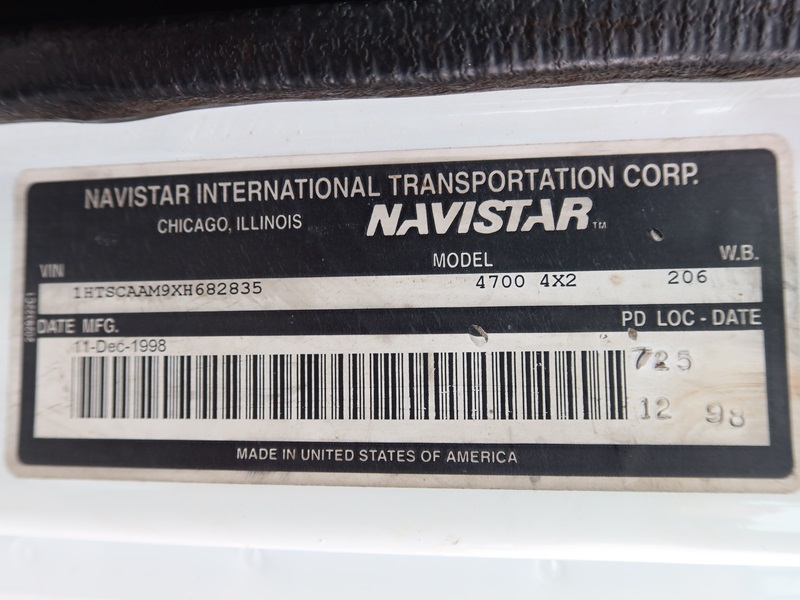 NAVISTAR INTERNATIONAL TRANSPORTATION CORP.
CHICAGO, ILLINOIS NAVISTAR™
VIN MODEL W.B.
1HTSCAAM9XH682835 4700 4X2 206
DATE MFG. PD LOC - DATE
11-Dec-1998
725
12 98
MADE IN UNITED STATES OF AMERICA